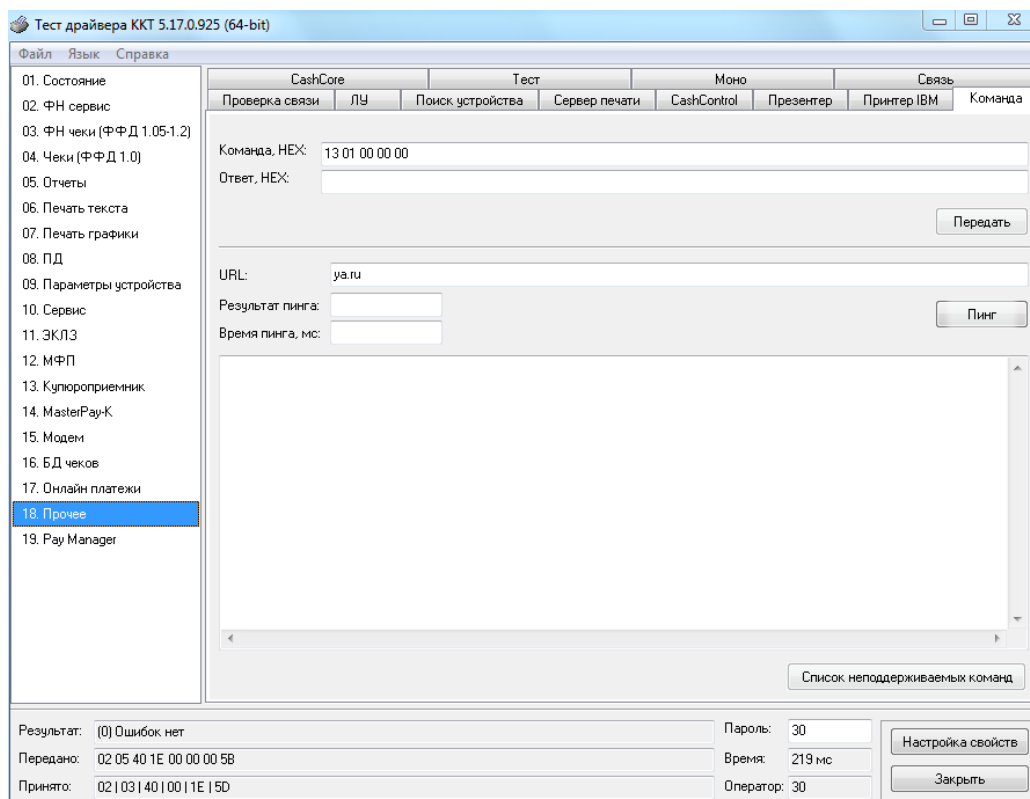 Тест драйвера ККТ 5.17.0.925 (64-bit)
Файл Язык Справка
01. Состояние
02. ФН сервис
03. ФН чеки (ФФД 1.05-1.2)
04. Чеки (ФФД 1.0)
05. Отчеты
06. Печать текста
07. Печать графики
08. ПД
09. Параметры устройства
10. Сервис
11. ЭКЛЗ
12. МФП
13. Купюроприемник
14. MasterPay-K
15. Модем
16. БД чеков
17. Онлайн платежи
18. Прочее
19. Pay Manager
CashCore Тест Моно Связь
Проверка связи ЛУ Поиск устройства Сервер печати CashControl Презентер Принтер IBM Команда
Команда, HEX: 13 01 00 00 00
Ответ, HEX:
Передать
URL: ya.ru
Результат пинга:
Пинг
Время пинга, мс:
Список неподдерживаемых команд
Результат: (0) Ошибок нет
Передано: 02 05 40 1E 00 00 00 5B
Принято: 02 | 03 | 40 | 00 | 1E | 5D
Пароль: 30
Время: 219 мс
Оператор: 30
Настройка свойств
Закрыть